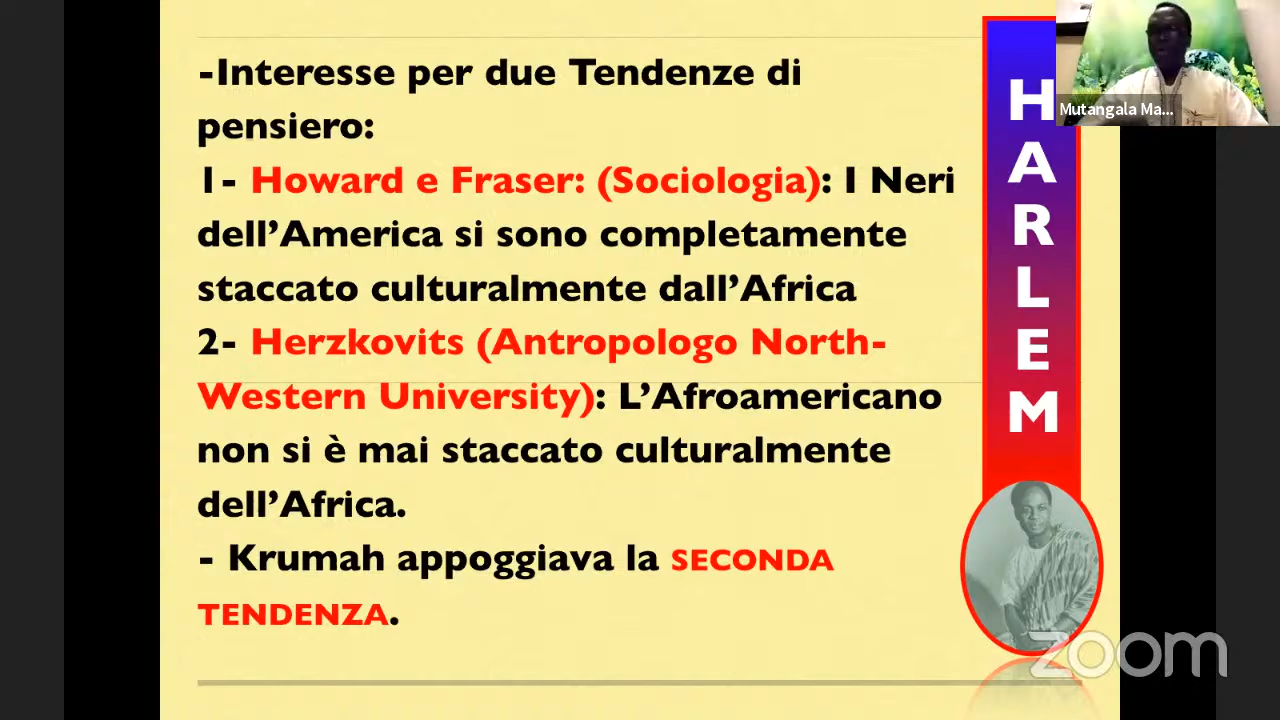 -Interesse per due Tendenze di
pensiero:
1- Howard e Fraser: (Sociologia): I Neri
dell'America si sono completamente
staccato culturalmente dall'Africa
2- Herzkovits (Antropologo North-
Western University): L'Afroamericano
non si è mai staccato culturalmente
dell'Africa.
- Krumah appoggiava la SECONDA
TENDENZA.
HARLEM
Mutangala Ma...
zoom